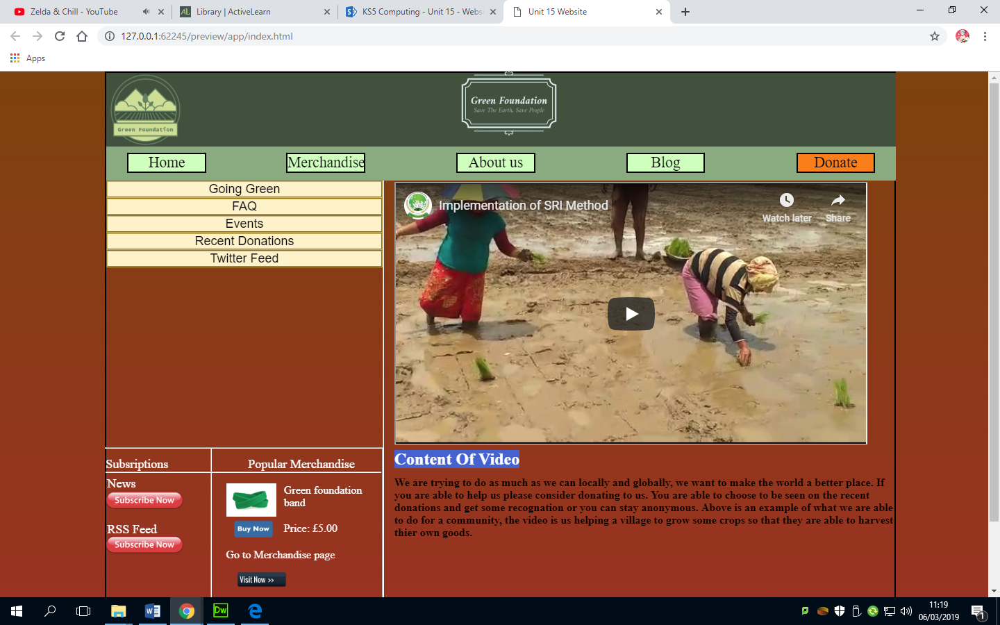 Zelda & Chill - YouTube
Library | ActiveLearn
KS5 Computing - Unit 15 - Webs
Unit 15 Website
127.0.0.1:62245/preview/app/index.html
Apps
Green Foundation
Green Foundation
Save The Earth, Save People
Home
Merchandise
About us
Blog
Donate
Going Green
FAQ
Events
Recent Donations
Twitter Feed
Implementation of SRI Method
Watch later
Share
Subsriptions
News
Subscribe Now
RSS Feed
Subscribe Now
Popular Merchandise
Green foundation
band
Buy Now
Price: £5.00
Go to Merchandise page
Visit Now >>
Content Of Video
We are trying to do as much as we can locally and globally, we want to make the world a better place. If
you are able to help us please consider donating to us. You are able to choose to be seen on the recent
donations and get some recognation or you can stay anonymous. Above is an example of what we are able
to do for a community, the video is us helping a village to grow some crops so that they are able to harvest
thier own goods.
W
Dw
11:19
06/03/2019
1